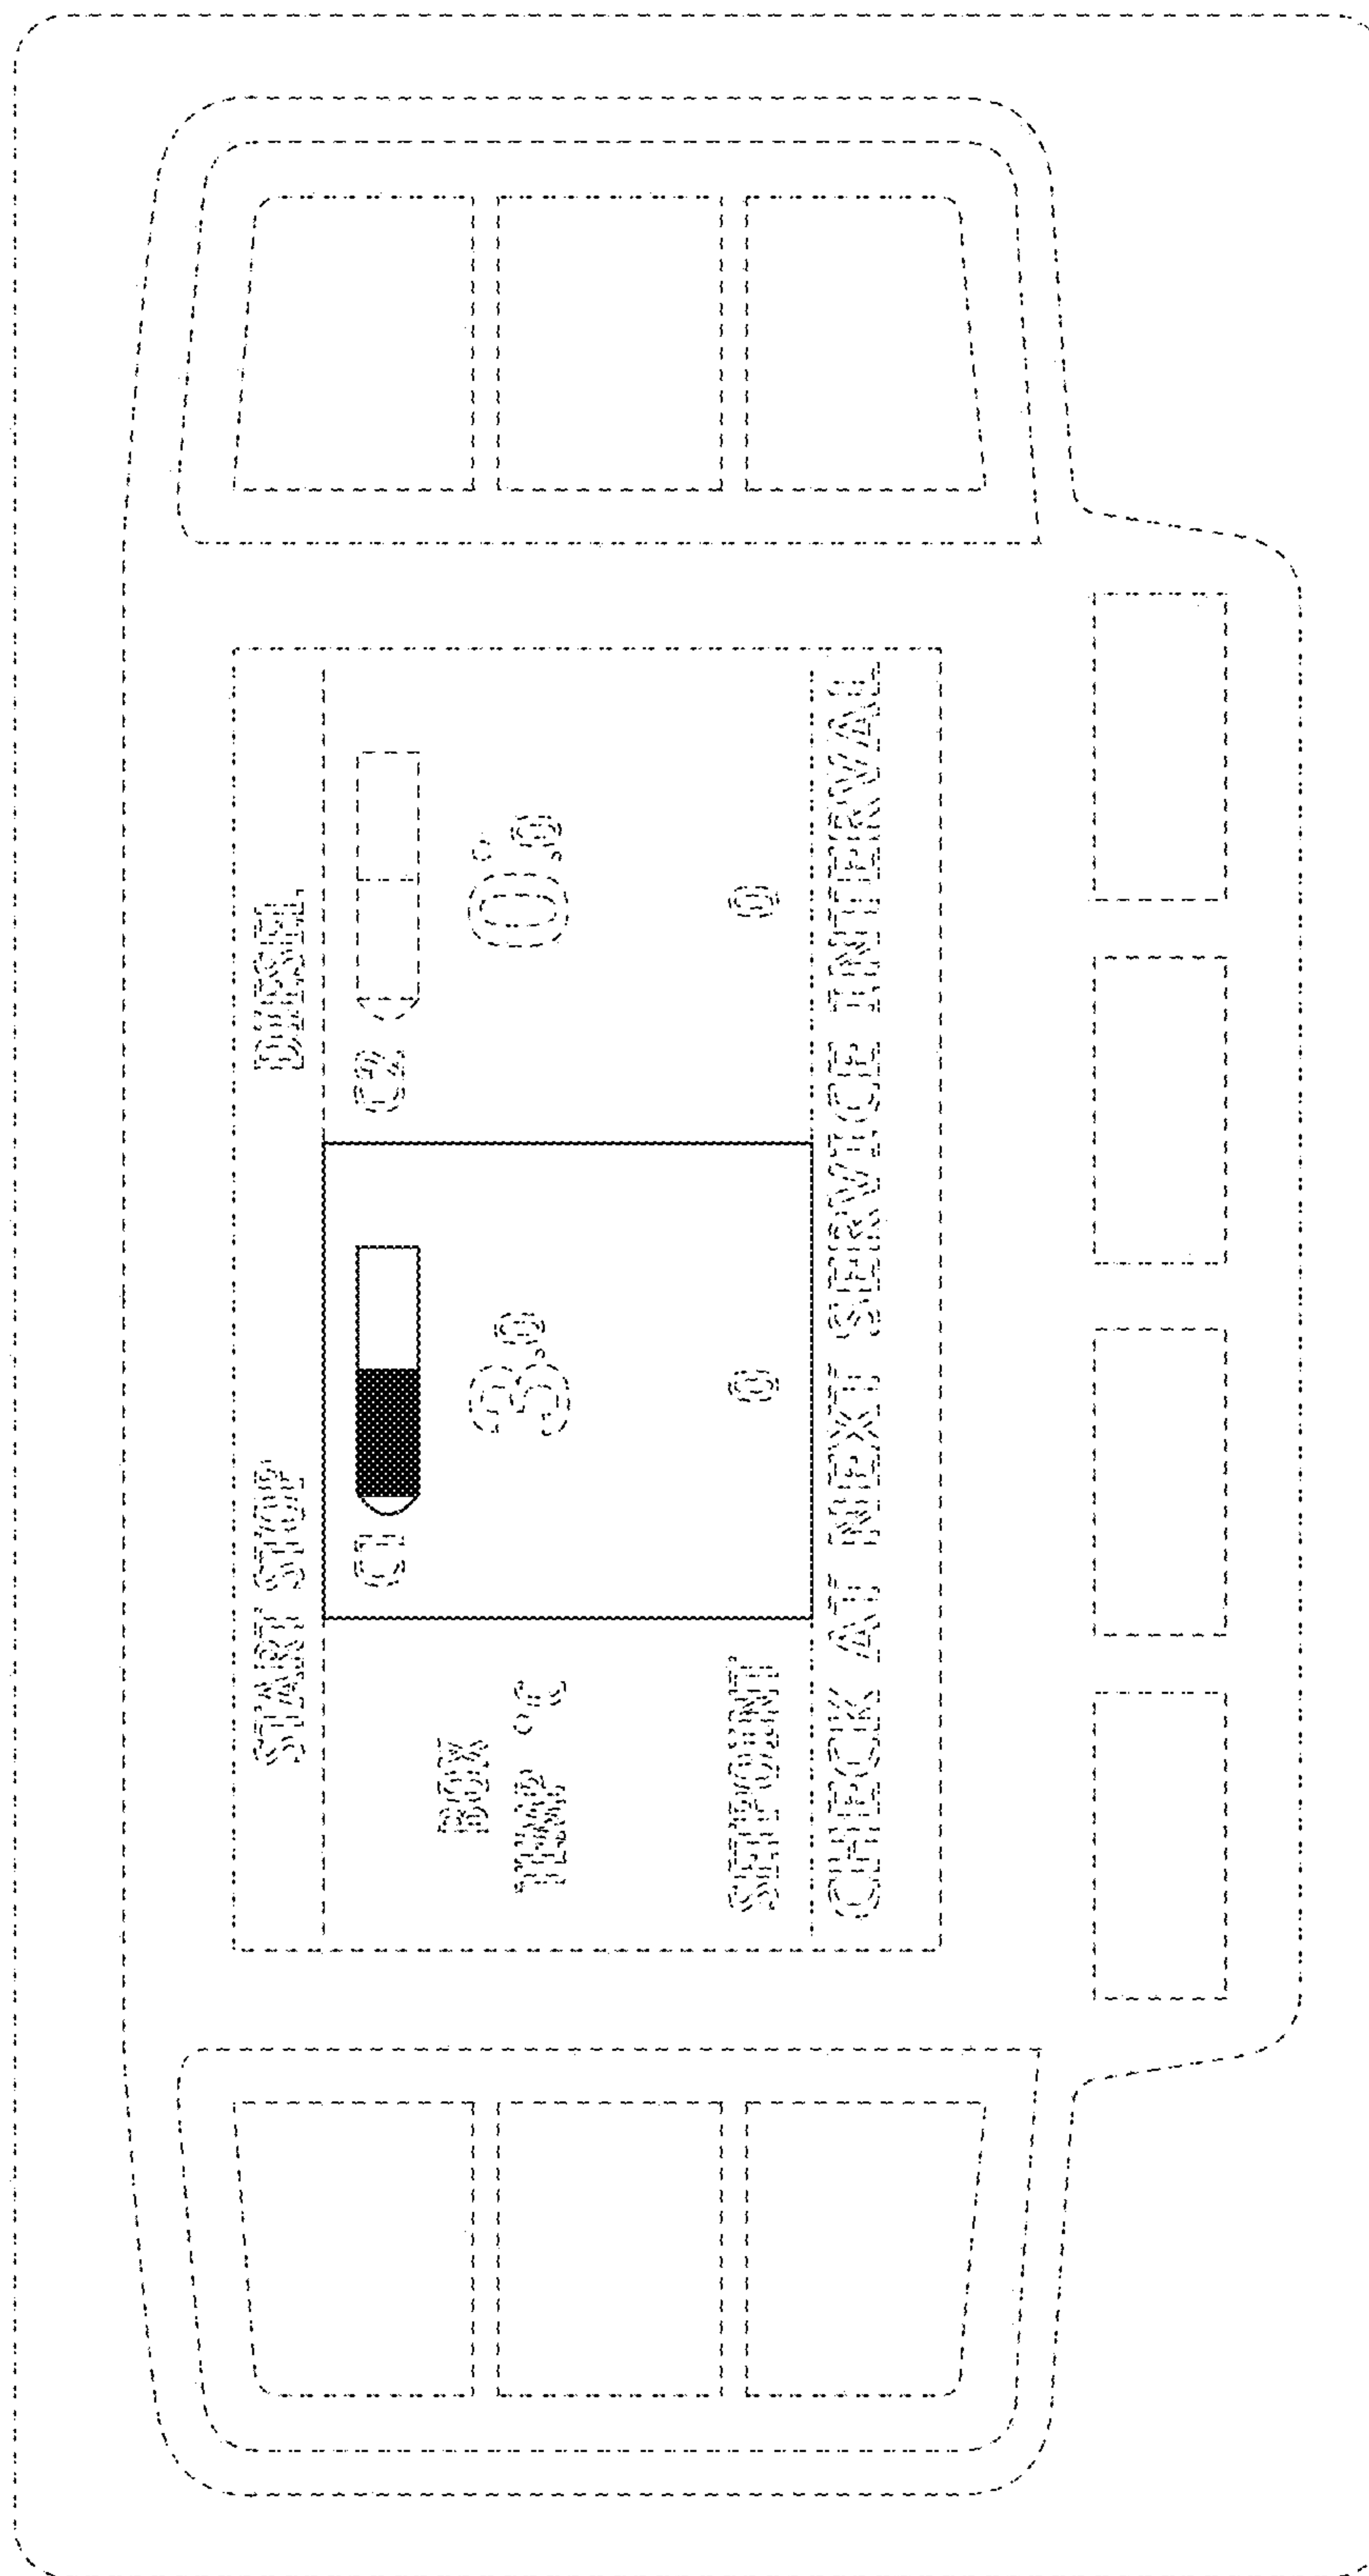 START STOP DIESEL
C1 C2
BOX
TEMP °C 3.0 0.0
SETPOINT 0 0
CHECK AT NEXT SERVICE INTERVAL